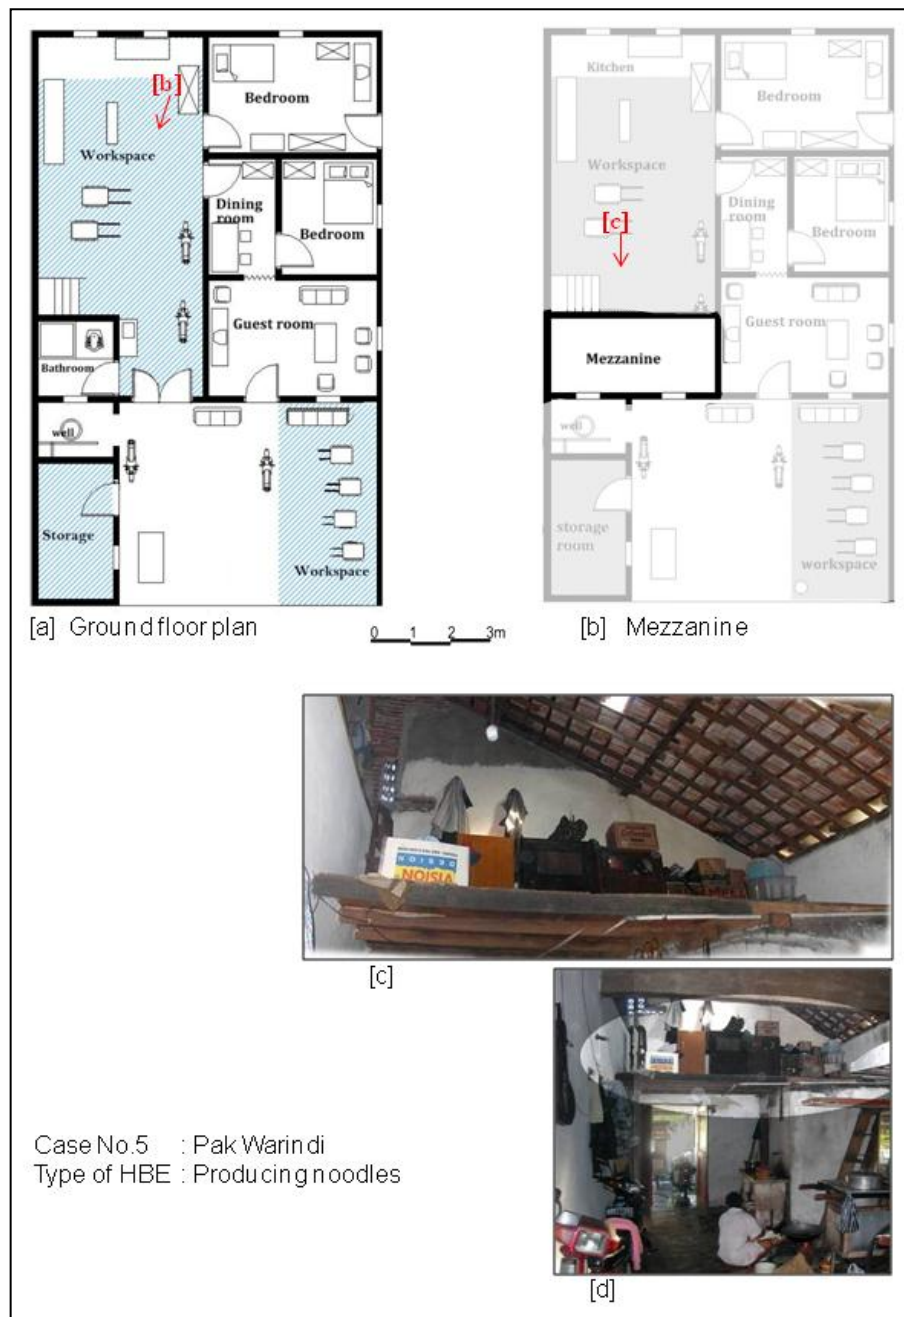 [b]
Bedroom
Workspace
Dining
room
Bedroom
Guest room
Bathroom
well
Storage
Workspace
[a] Ground floor plan
0 1 2 3m
Kitchen
Bedroom
Workspace
[c]
Dining
room
Bedroom
Guest room
Mezzanine
well
storage
room
workspace
[b] Mezzanine
VISION
DESIGN
[c]
Case No.5 : Pak Warindi
Type of HBE : Producing noodles
[d]